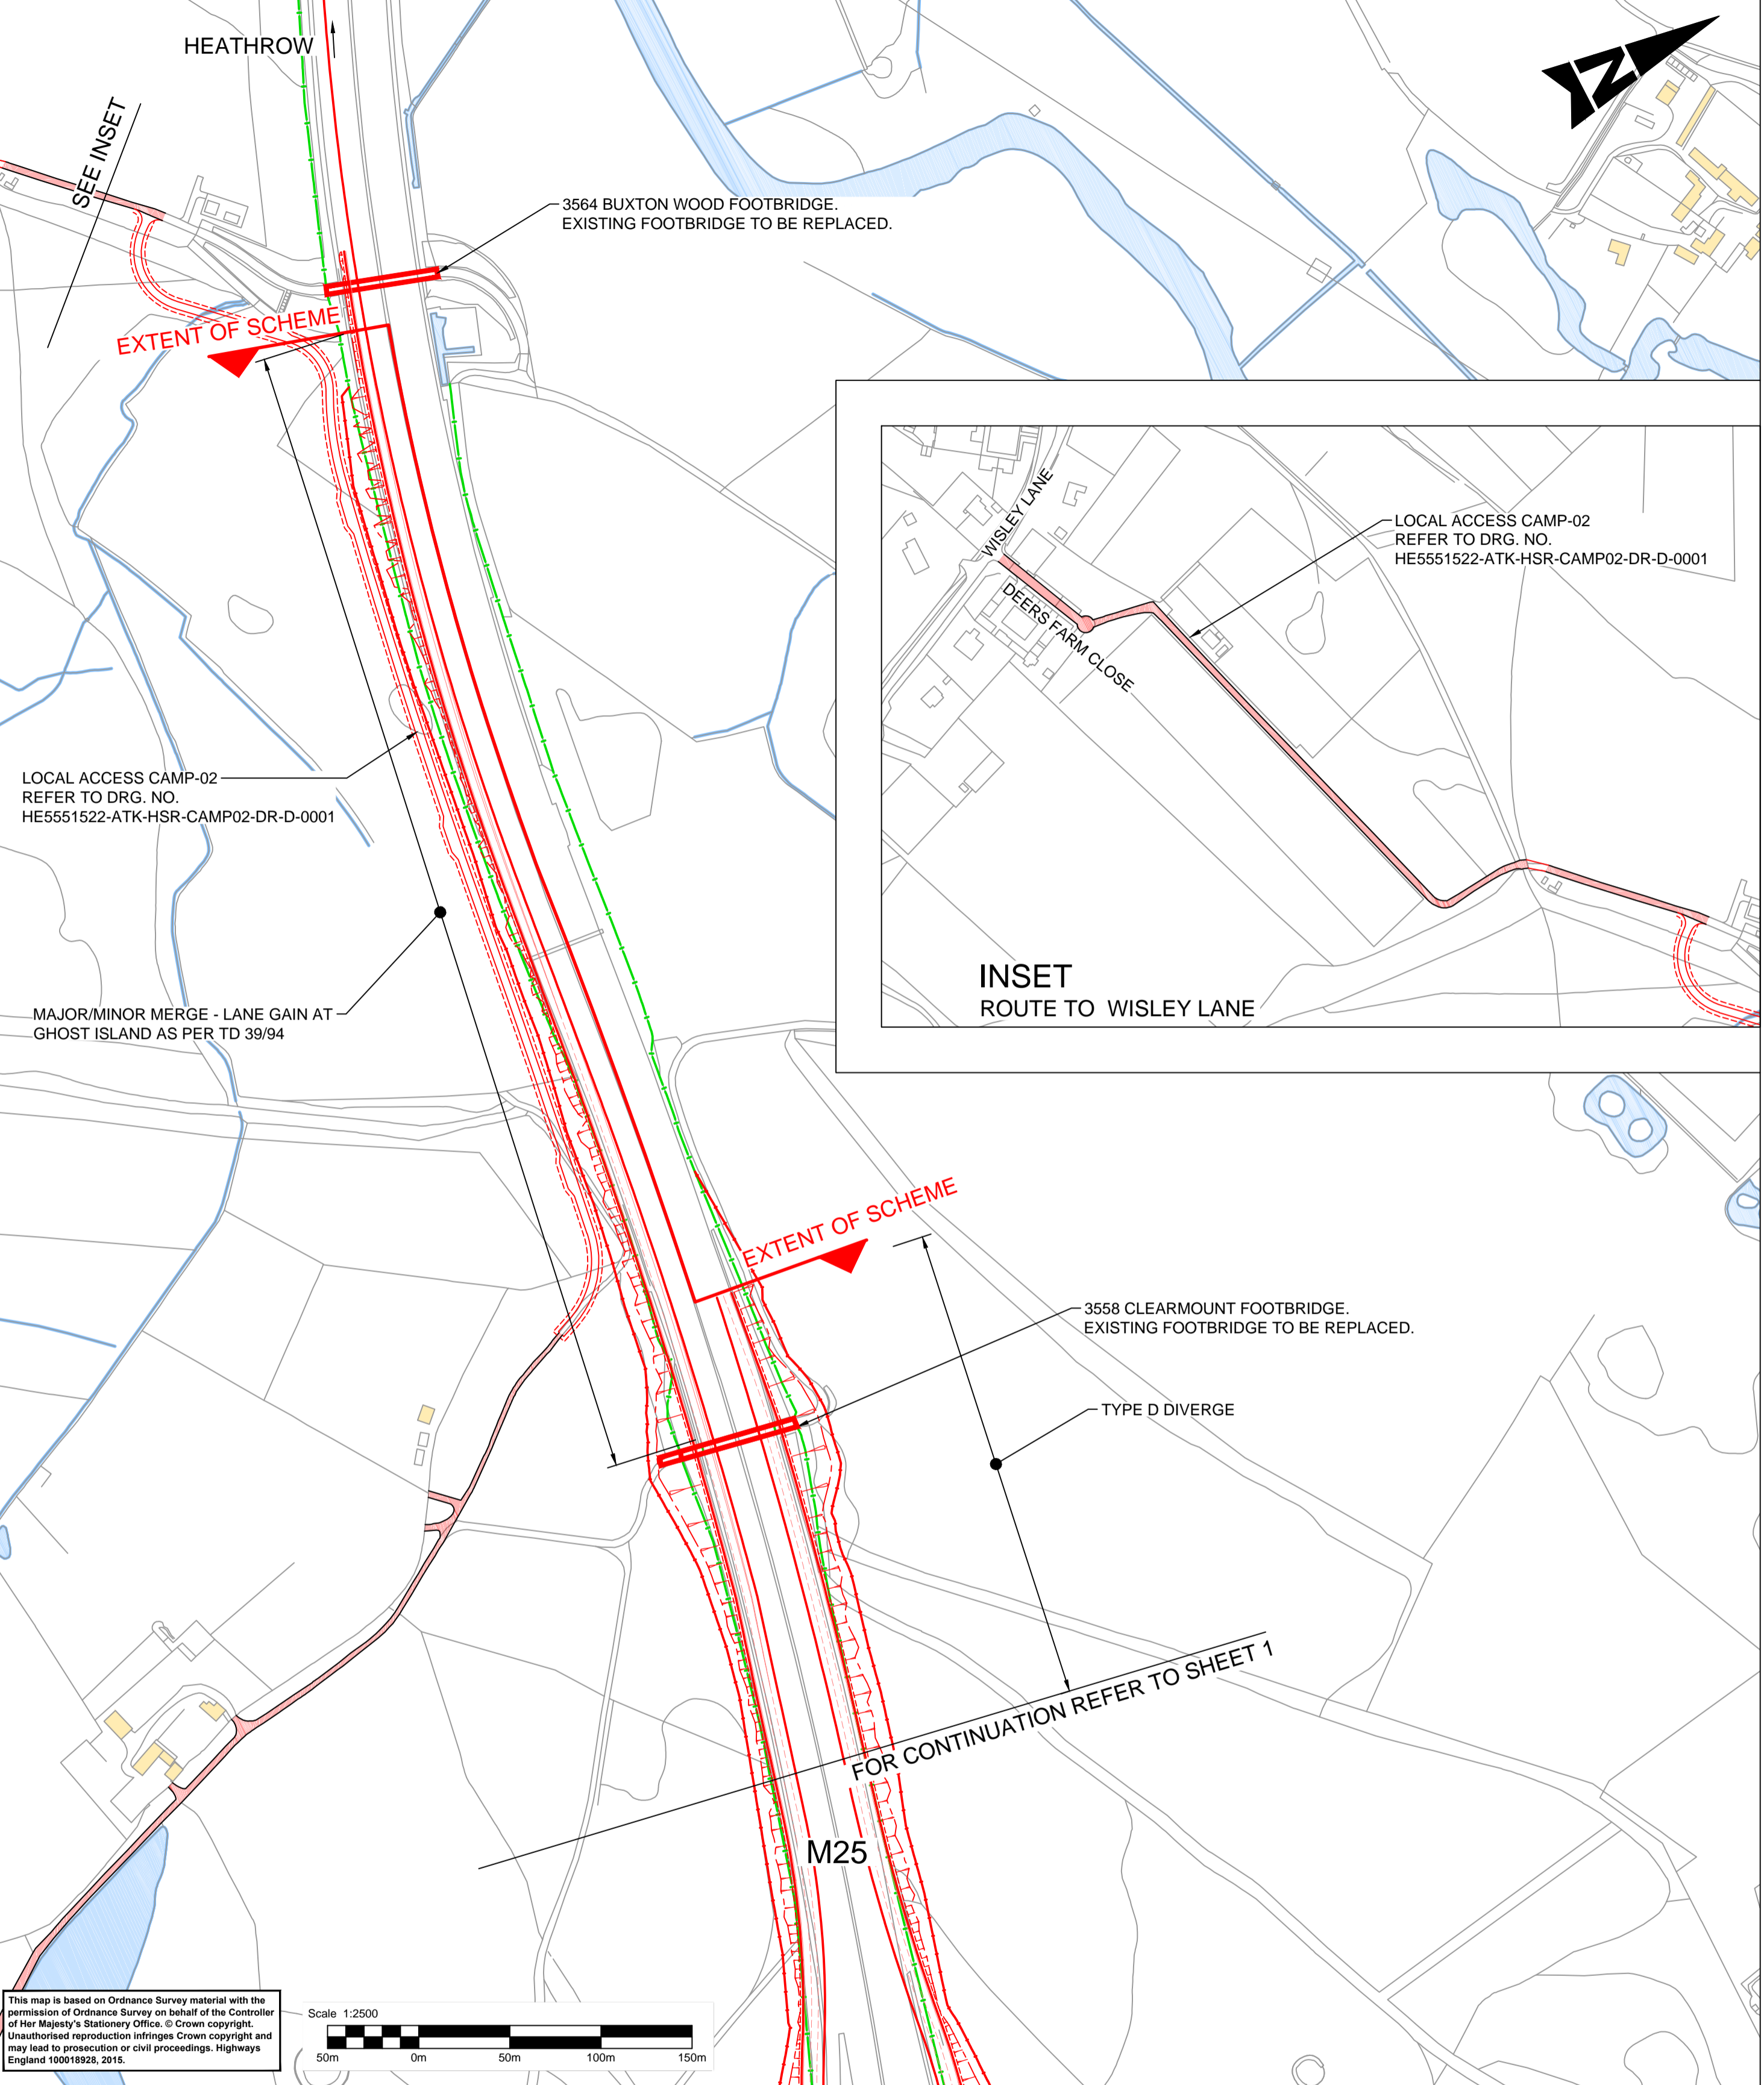 HEATHROW
N
SEE INSET
3564 BUXTON WOOD FOOTBRIDGE.
EXISTING FOOTBRIDGE TO BE REPLACED.
EXTENT OF SCHEME
WISLEY LANE
DEERS FARM CLOSE
LOCAL ACCESS CAMP-02
REFER TO DRG. NO.
HE5551522-ATK-HSR-CAMP02-DR-D-0001
INSET
ROUTE TO WISLEY LANE
LOCAL ACCESS CAMP-02
REFER TO DRG. NO.
HE5551522-ATK-HSR-CAMP02-DR-D-0001
MAJOR/MINOR MERGE - LANE GAIN AT
GHOST ISLAND AS PER TD 39/94
EXTENT OF SCHEME
3558 CLEARMOUNT FOOTBRIDGE.
EXISTING FOOTBRIDGE TO BE REPLACED.
TYPE D DIVERGE
FOR CONTINUATION REFER TO SHEET 1
M25
This map is based on Ordnance Survey material with the
permission of Ordnance Survey on behalf of the Controller
of Her Majesty's Stationery Office. © Crown copyright.
Unauthorised reproduction infringes Crown copyright and
may lead to prosecution or civil proceedings. Highways
England 100018928, 2015.
Scale 1:2500
50m 0m 50m 100m 150m